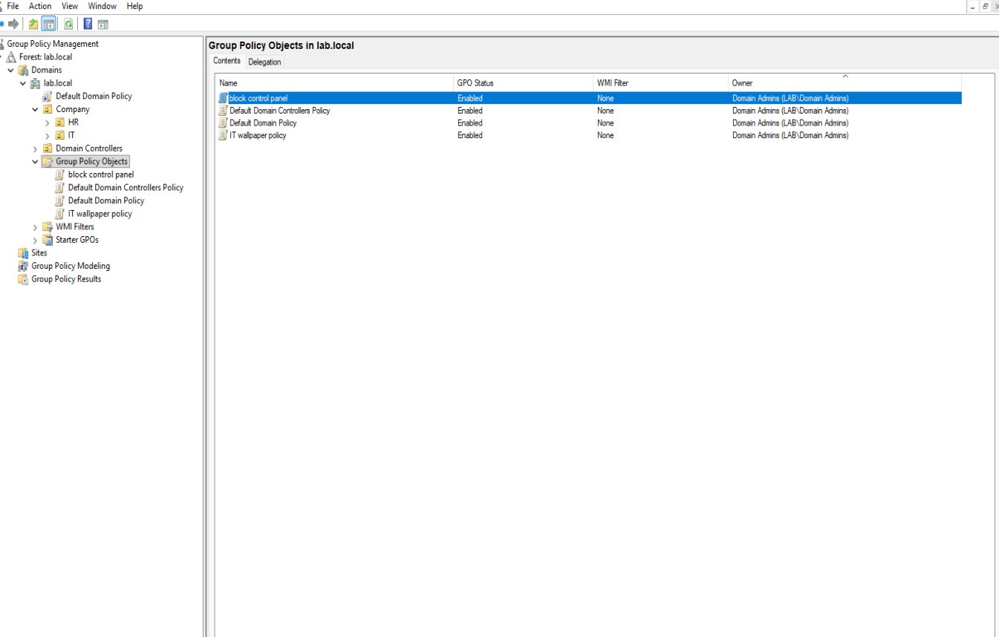 File Action View Window Help
Group Policy Management
Forest: lab.local
Domains
lab.local
Default Domain Policy
Company
HR
IT
Domain Controllers
Group Policy Objects
block control panel
Default Domain Controllers Policy
Default Domain Policy
IT wallpaper policy
WMI Filters
Starter GPOs
Sites
Group Policy Modeling
Group Policy Results
Group Policy Objects in lab.local
Contents Delegation
Name GPO Status WMI Filter Owner
block control panel Enabled None Domain Admins (LAB\Domain Admins)
Default Domain Controllers Policy Enabled None Domain Admins (LAB\Domain Admins)
Default Domain Policy Enabled None Domain Admins (LAB\Domain Admins)
IT wallpaper policy Enabled None Domain Admins (LAB\Domain Admins)